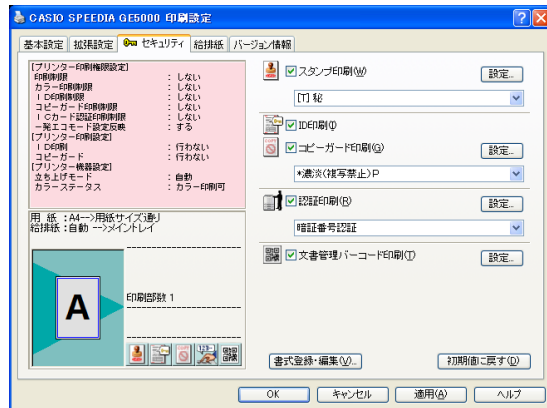 CASIO SPEEDIA GE5000 印刷設定
基本設定 拡張設定 セキュリティ 給排紙 バージョン情報
[プリンター印刷権限設定]
印刷制限 : しない
カラー印刷制限 : しない
ID印刷制限 : しない
コピーガード印刷制限 : しない
ICカード認証印刷制限 : しない
一発エコモード設定反映 : する
[プリンター印刷設定]
ID印刷 : 行わない
コピーガード : 行わない
[プリンター機器設定]
立ち上げモード : 自動
カラーステータス : カラー印刷可
用 紙 :A4-->用紙サイズ通り
給排紙 :自動 -->メイントレイ
A
印刷部数 1
スタンプ印刷(W) 設定...
[T] 秘
ID印刷(I)
コピーガード印刷(G) 設定...
*濃淡(複写禁止)P
認証印刷(R) 設定...
暗証番号認証
文書管理バーコード印刷(T) 設定...
書式登録・編集(V)... 初期値に戻す(D)
OK キャンセル 適用(A) ヘルプ